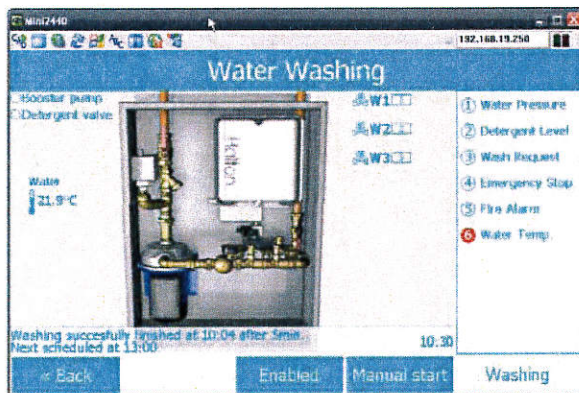 Mini2440
192.168.19.250
Water Washing
Booster pump
Detergent valve
Water
21.9°C
Halton
W1
W2
W3
1 Water Pressure
2 Detergent Level
3 Wash Request
4 Emergency Stop
5 Fire Alarm
6 Water Temp.
Washing succesfully finished at 10:04 after 5min.
Next scheduled at 13:00
10:30
« Back
Enabled
Manual start
Washing